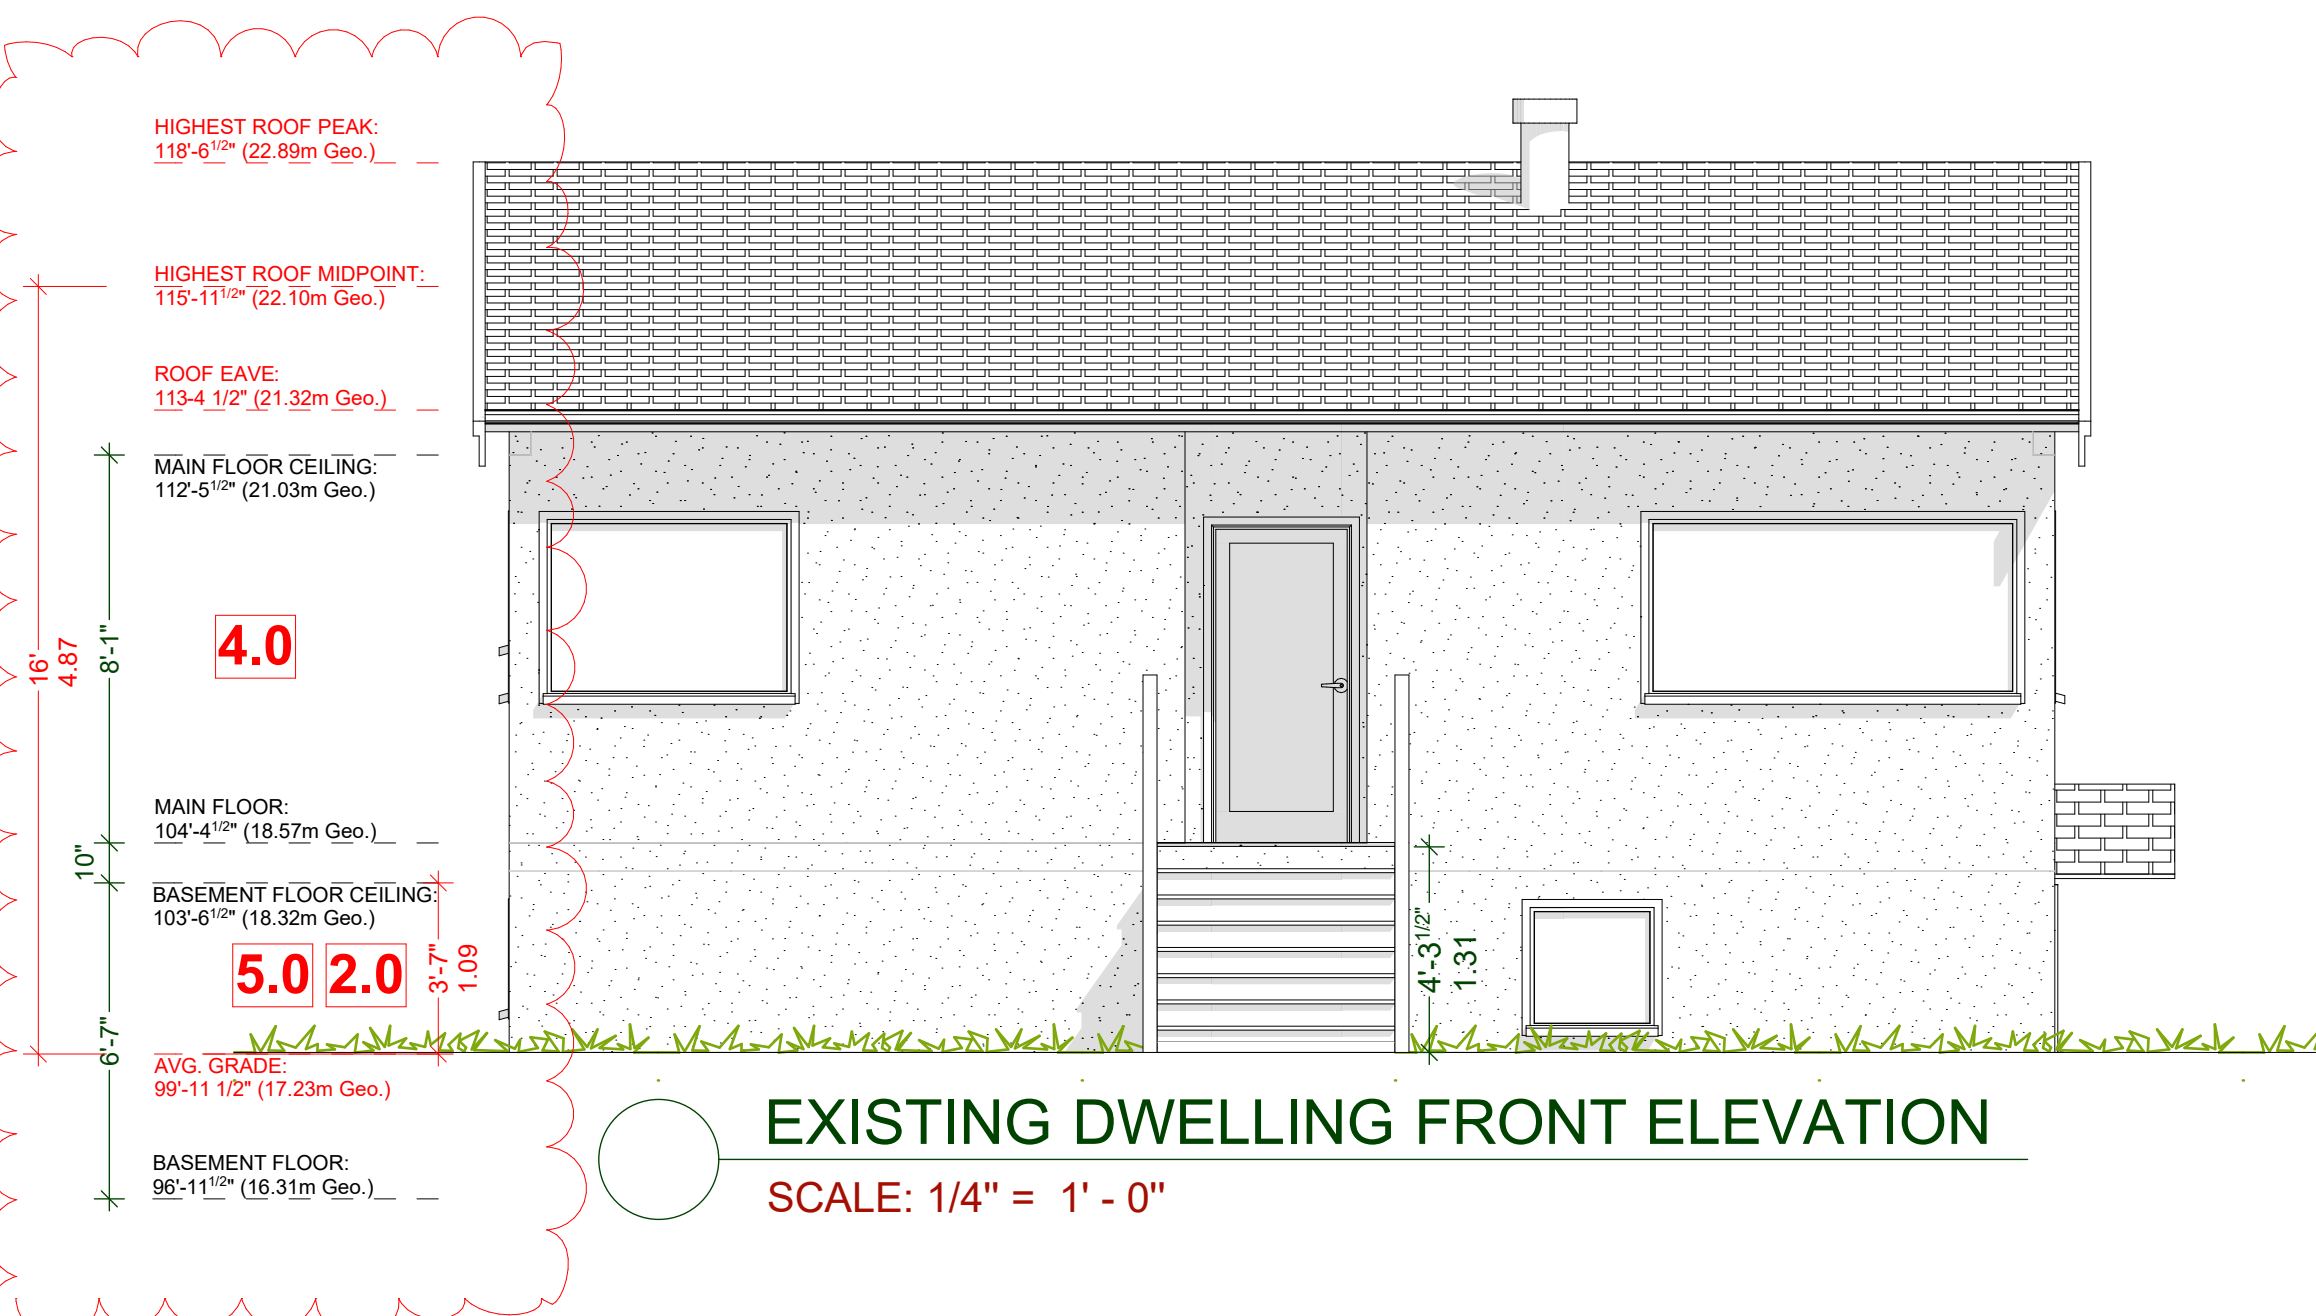 HIGHEST ROOF PEAK:
118'-6 1/2" (22.89m Geo.)
HIGHEST ROOF MIDPOINT:
115'-11 1/2" (22.10m Geo.)
ROOF EAVE:
113-4 1/2" (21.32m Geo.)
MAIN FLOOR CEILING:
112'-5 1/2" (21.03m Geo.)
16'
4.87
8'-1"
4.0
MAIN FLOOR:
104'-4 1/2" (18.57m Geo.)
10"
BASEMENT FLOOR CEILING:
103'-6 1/2" (18.32m Geo.)
5.0 2.0
3'-7"
1.09
4'-3 1/2"
1.31
6'-7"
AVG. GRADE:
99'-11 1/2" (17.23m Geo.)
BASEMENT FLOOR:
96'-11 1/2" (16.31m Geo.)
EXISTING DWELLING FRONT ELEVATION
SCALE: 1/4" = 1' - 0"